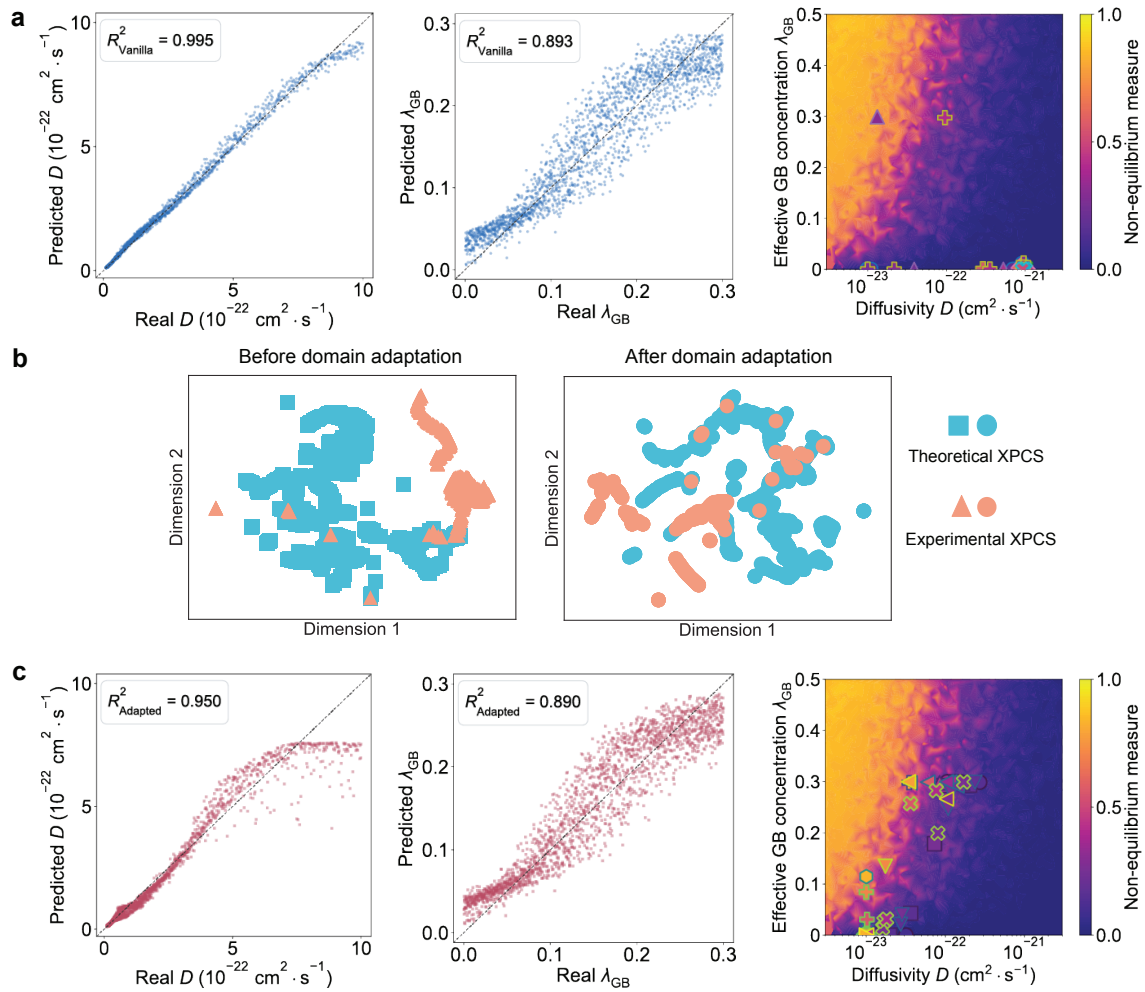 a
R²Vanilla = 0.995
Predicted D (10⁻²² cm² · s⁻¹)
10
5
0
0
5
10
Real D (10⁻²² cm² · s⁻¹)
R²Vanilla = 0.893
Predicted λGB
0.3
0.2
0.1
0.0
0.0
0.1
0.2
0.3
Real λGB
Effective GB concentration λGB
0.5
0.4
0.3
0.2
0.1
0
10⁻²³
10⁻²²
10⁻²¹
Diffusivity D (cm² · s⁻¹)
1.0
0.5
0.0
Non-equilibrium measure
b
Before domain adaptation
Dimension 2
Dimension 1
After domain adaptation
Dimension 2
Dimension 1
Theoretical XPCS
Experimental XPCS
c
R²Adapted = 0.950
Predicted D (10⁻²² cm² · s⁻¹)
10
5
0
0
5
10
Real D (10⁻²² cm² · s⁻¹)
R²Adapted = 0.890
Predicted λGB
0.3
0.2
0.1
0.0
0.0
0.1
0.2
0.3
Real λGB
Effective GB concentration λGB
0.5
0.4
0.3
0.2
0.1
0
10⁻²³
10⁻²²
10⁻²¹
Diffusivity D (cm² · s⁻¹)
1.0
0.5
0.0
Non-equilibrium measure